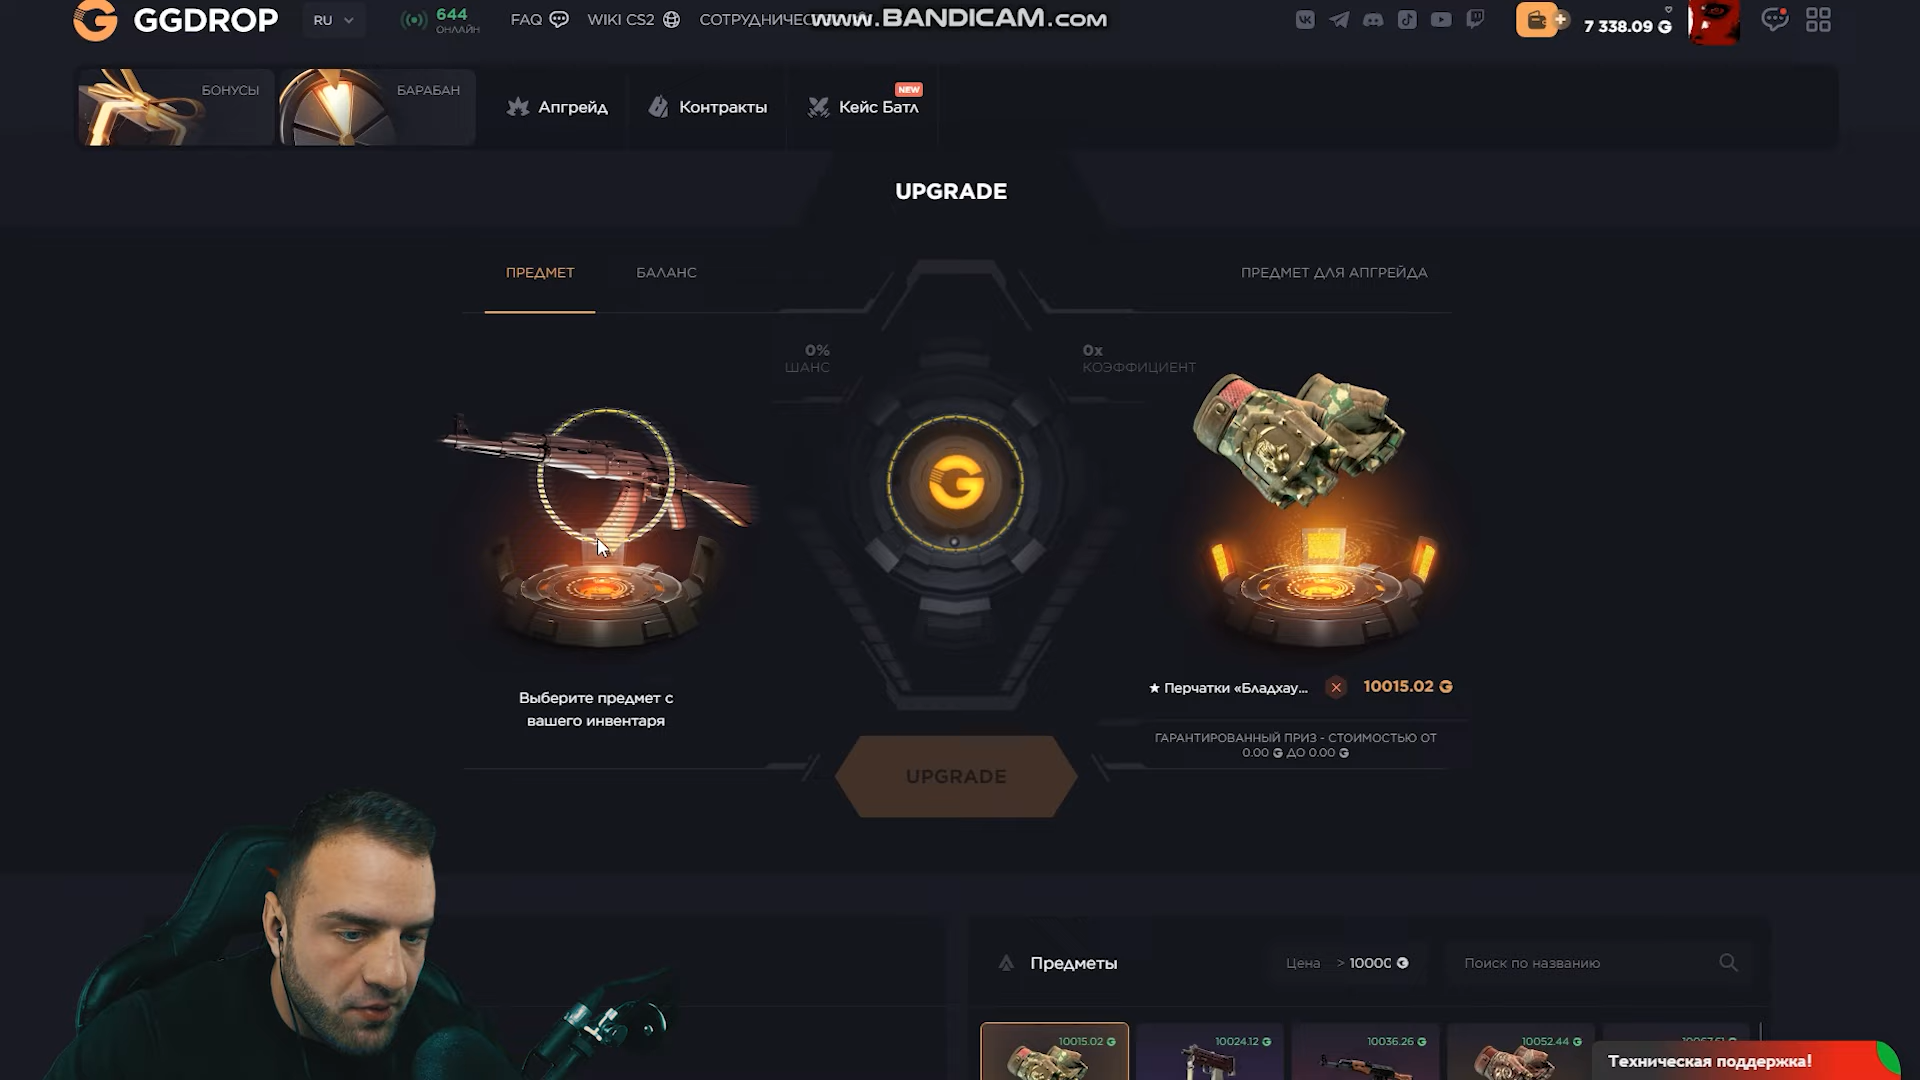 GGDROP
RU
644
ОНЛАЙН
FAQ
WIKI CS2
СОТРУДНИЧЕС
www.BANDICAM.com
7 338.09
БОНУСЫ
БАРАБАН
Апгрейд
Контракты
Кейс Батл
NEW
UPGRADE
ПРЕДМЕТ
БАЛАНС
ПРЕДМЕТ ДЛЯ АПГРЕЙДА
0%
ШАНС
0x
КОЭФФИЦИЕНТ
Выберите предмет с
вашего инвентаря
★ Перчатки «Бладхау...
10015.02
ГАРАНТИРОВАННЫЙ ПРИЗ - СТОИМОСТЬЮ ОТ
0.00 G ДО 0.00 G
UPGRADE
Предметы
Цена > 10000
Поиск по названию
10015.02
10024.12
10036.26
10052.44
Техническая поддержка!